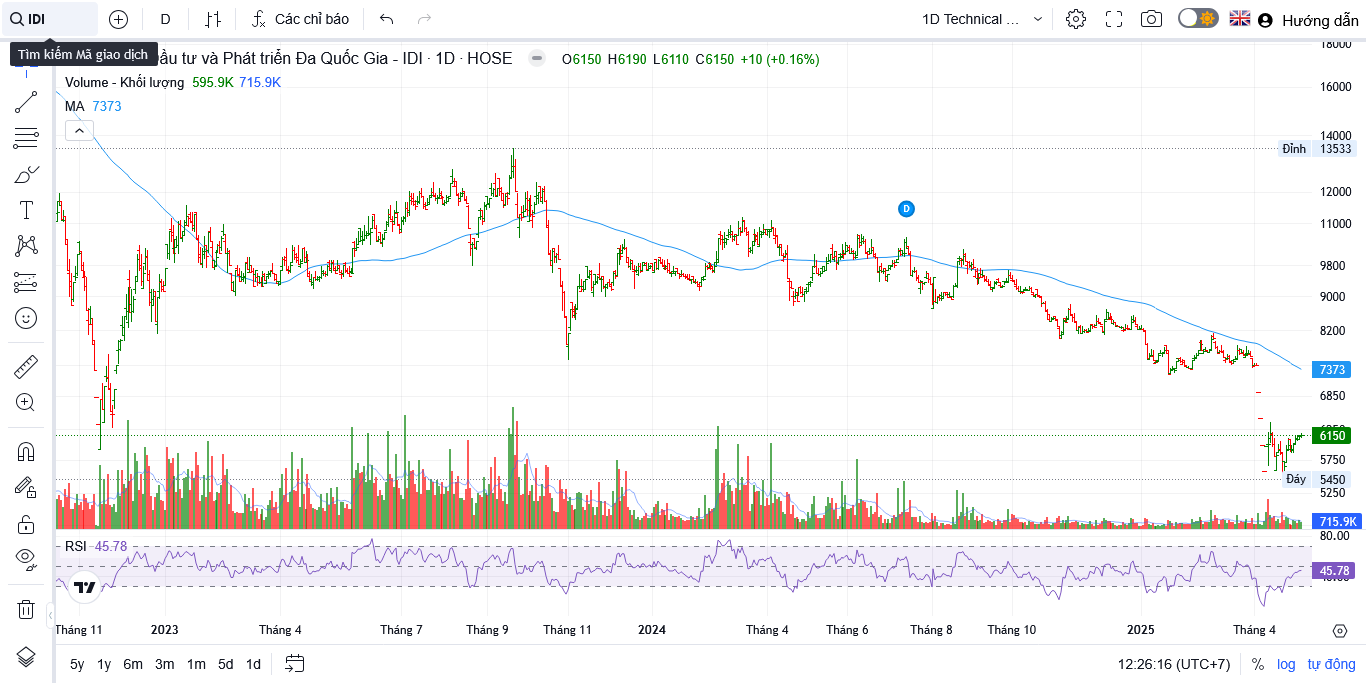 IDI
D
Các chỉ báo
1D Technical ...
Hướng dẫn
Tìm kiếm Mã giao dịch
ầu tư và Phát triển Đa Quốc Gia - IDI · 1D · HOSE
O6150 H6190 L6110 C6150 +10 (+0.16%)
Volume - Khối lượng 595.9K 715.9K
MA 7373
18000
16000
14000
Đỉnh 13533
12000
D
11000
9800
9000
8200
7373
6850
6150
5750
Đáy 5450
5250
715.9K
80.00
RSI 45.78
45.78
Tháng 11
2023
Tháng 4
Tháng 7
Tháng 9
Tháng 11
2024
Tháng 4
Tháng 6
Tháng 8
Tháng 10
2025
Tháng 4
5y 1y 6m 3m 1m 5d 1d
12:26:16 (UTC+7)
%
log
tự động